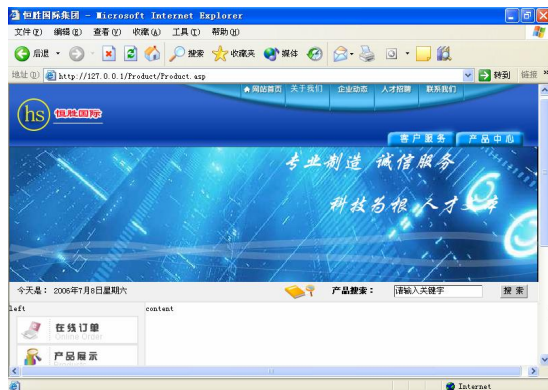 恒胜国际集团 - Microsoft Internet Explorer
文件(F) 编辑(E) 查看(V) 收藏(A) 工具(T) 帮助(H)
后退 搜索 收藏夹 媒体
地址(D) http://127.0.0.1/Product/Product.asp 转到 链接 »
网站首页 关于我们 企业动态 人才招聘 联系我们
hs 恒胜国际
客户服务 产品中心
专业制造 诚信服务
科技为根 人才为本
今天是: 2006年7月8日星期六 产品搜索: 请输入关键字 搜索
left content
在线订单
Online Order
产品展示
Internet